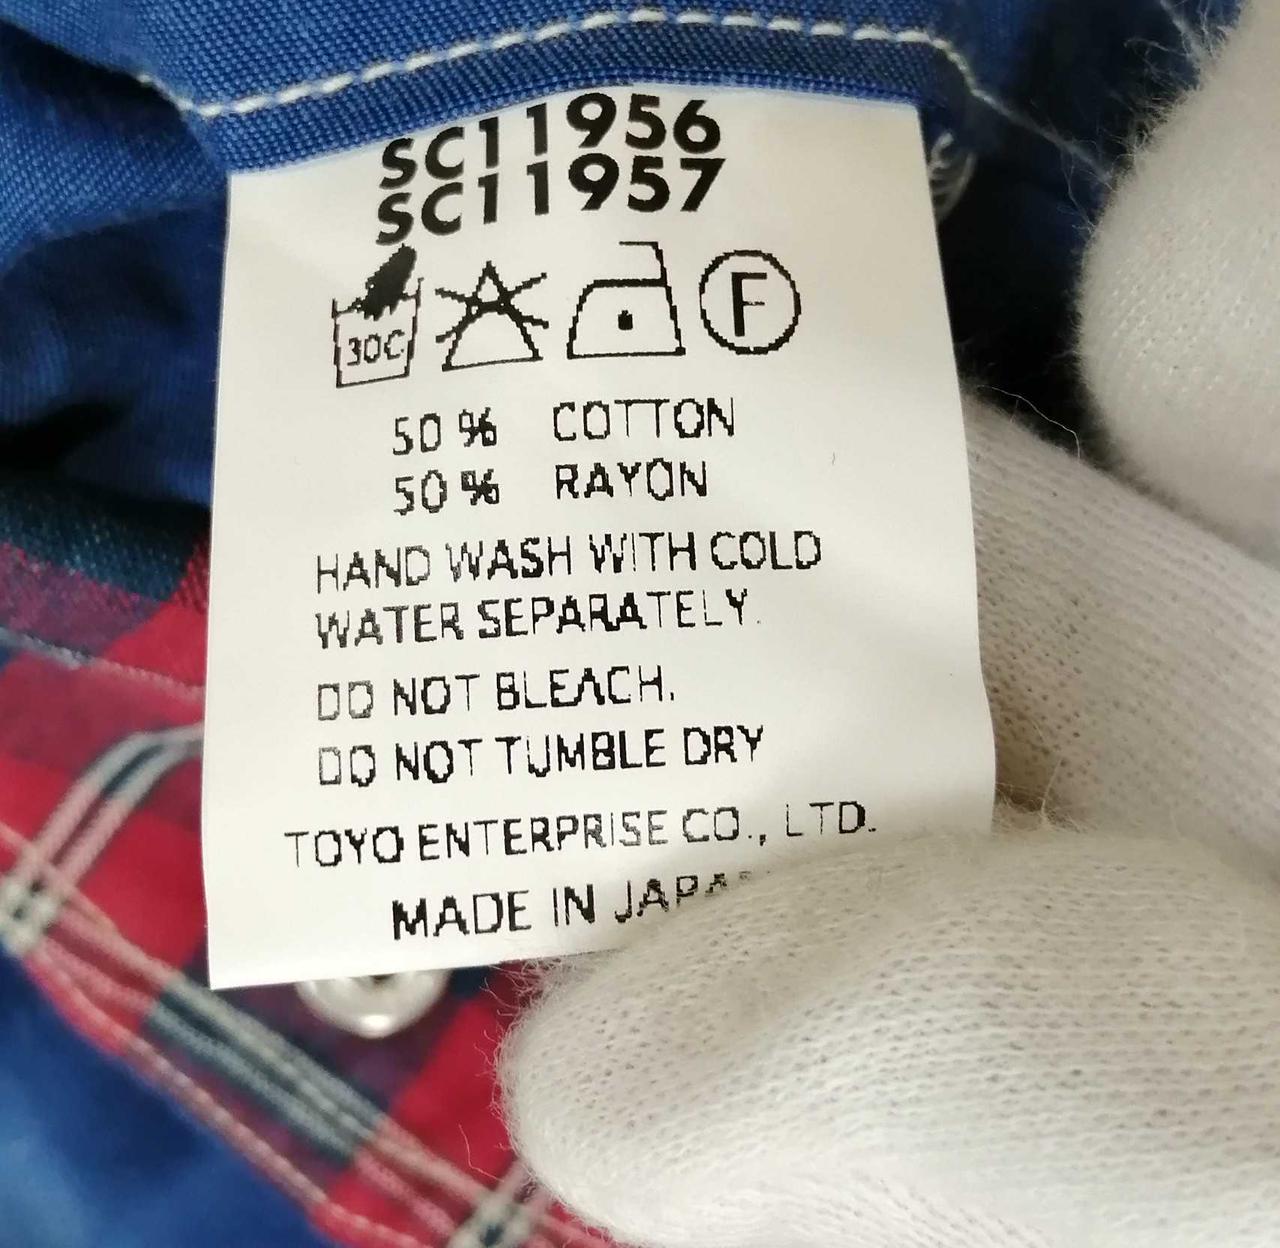 SC11956
SC11957
30C F
50% COTTON
50% RAYON
HAND WASH WITH COLD
WATER SEPARATELY.
DO NOT BLEACH.
DO NOT TUMBLE DRY
TOYO ENTERPRISE CO., LTD.
MADE IN JAPA